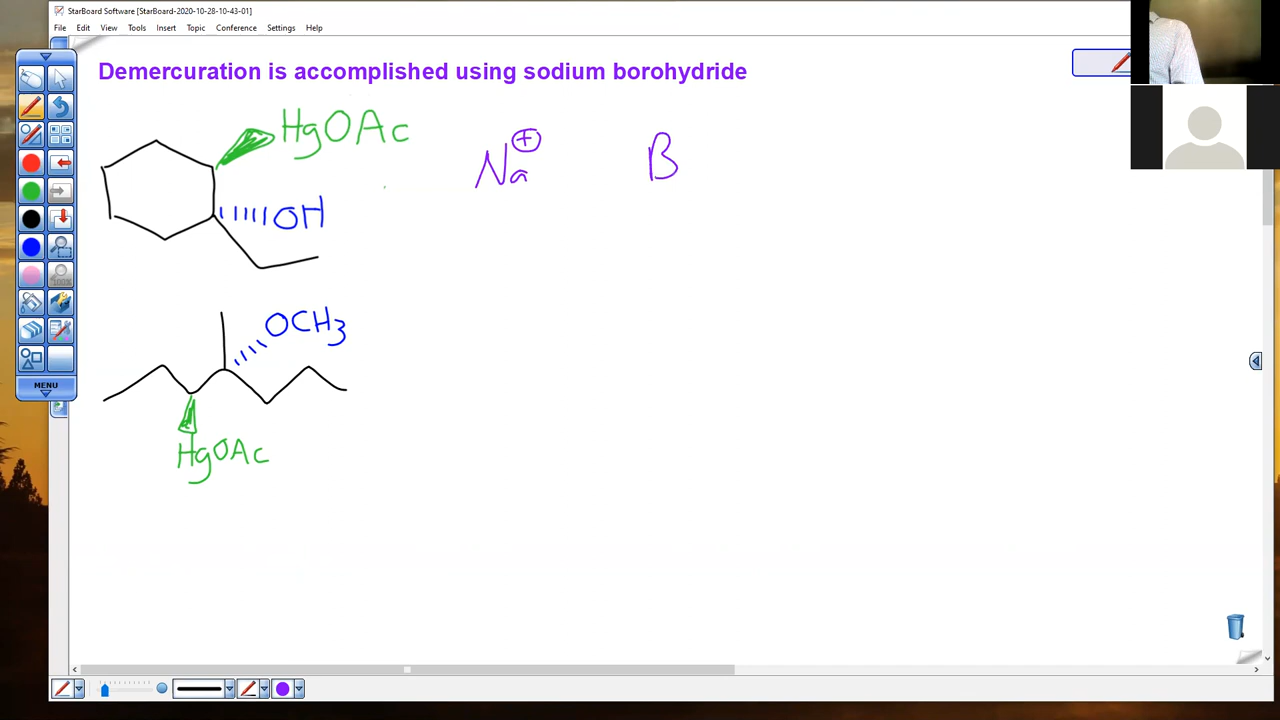 StarBoard Software [StarBoard-2020-10-28-10-43-01]
File Edit View Tools Insert Topic Conference Settings Help
Demercuration is accomplished using sodium borohydride
HgOAc
Na ⊕ B
OH
OCH3
HgOAc
MENU